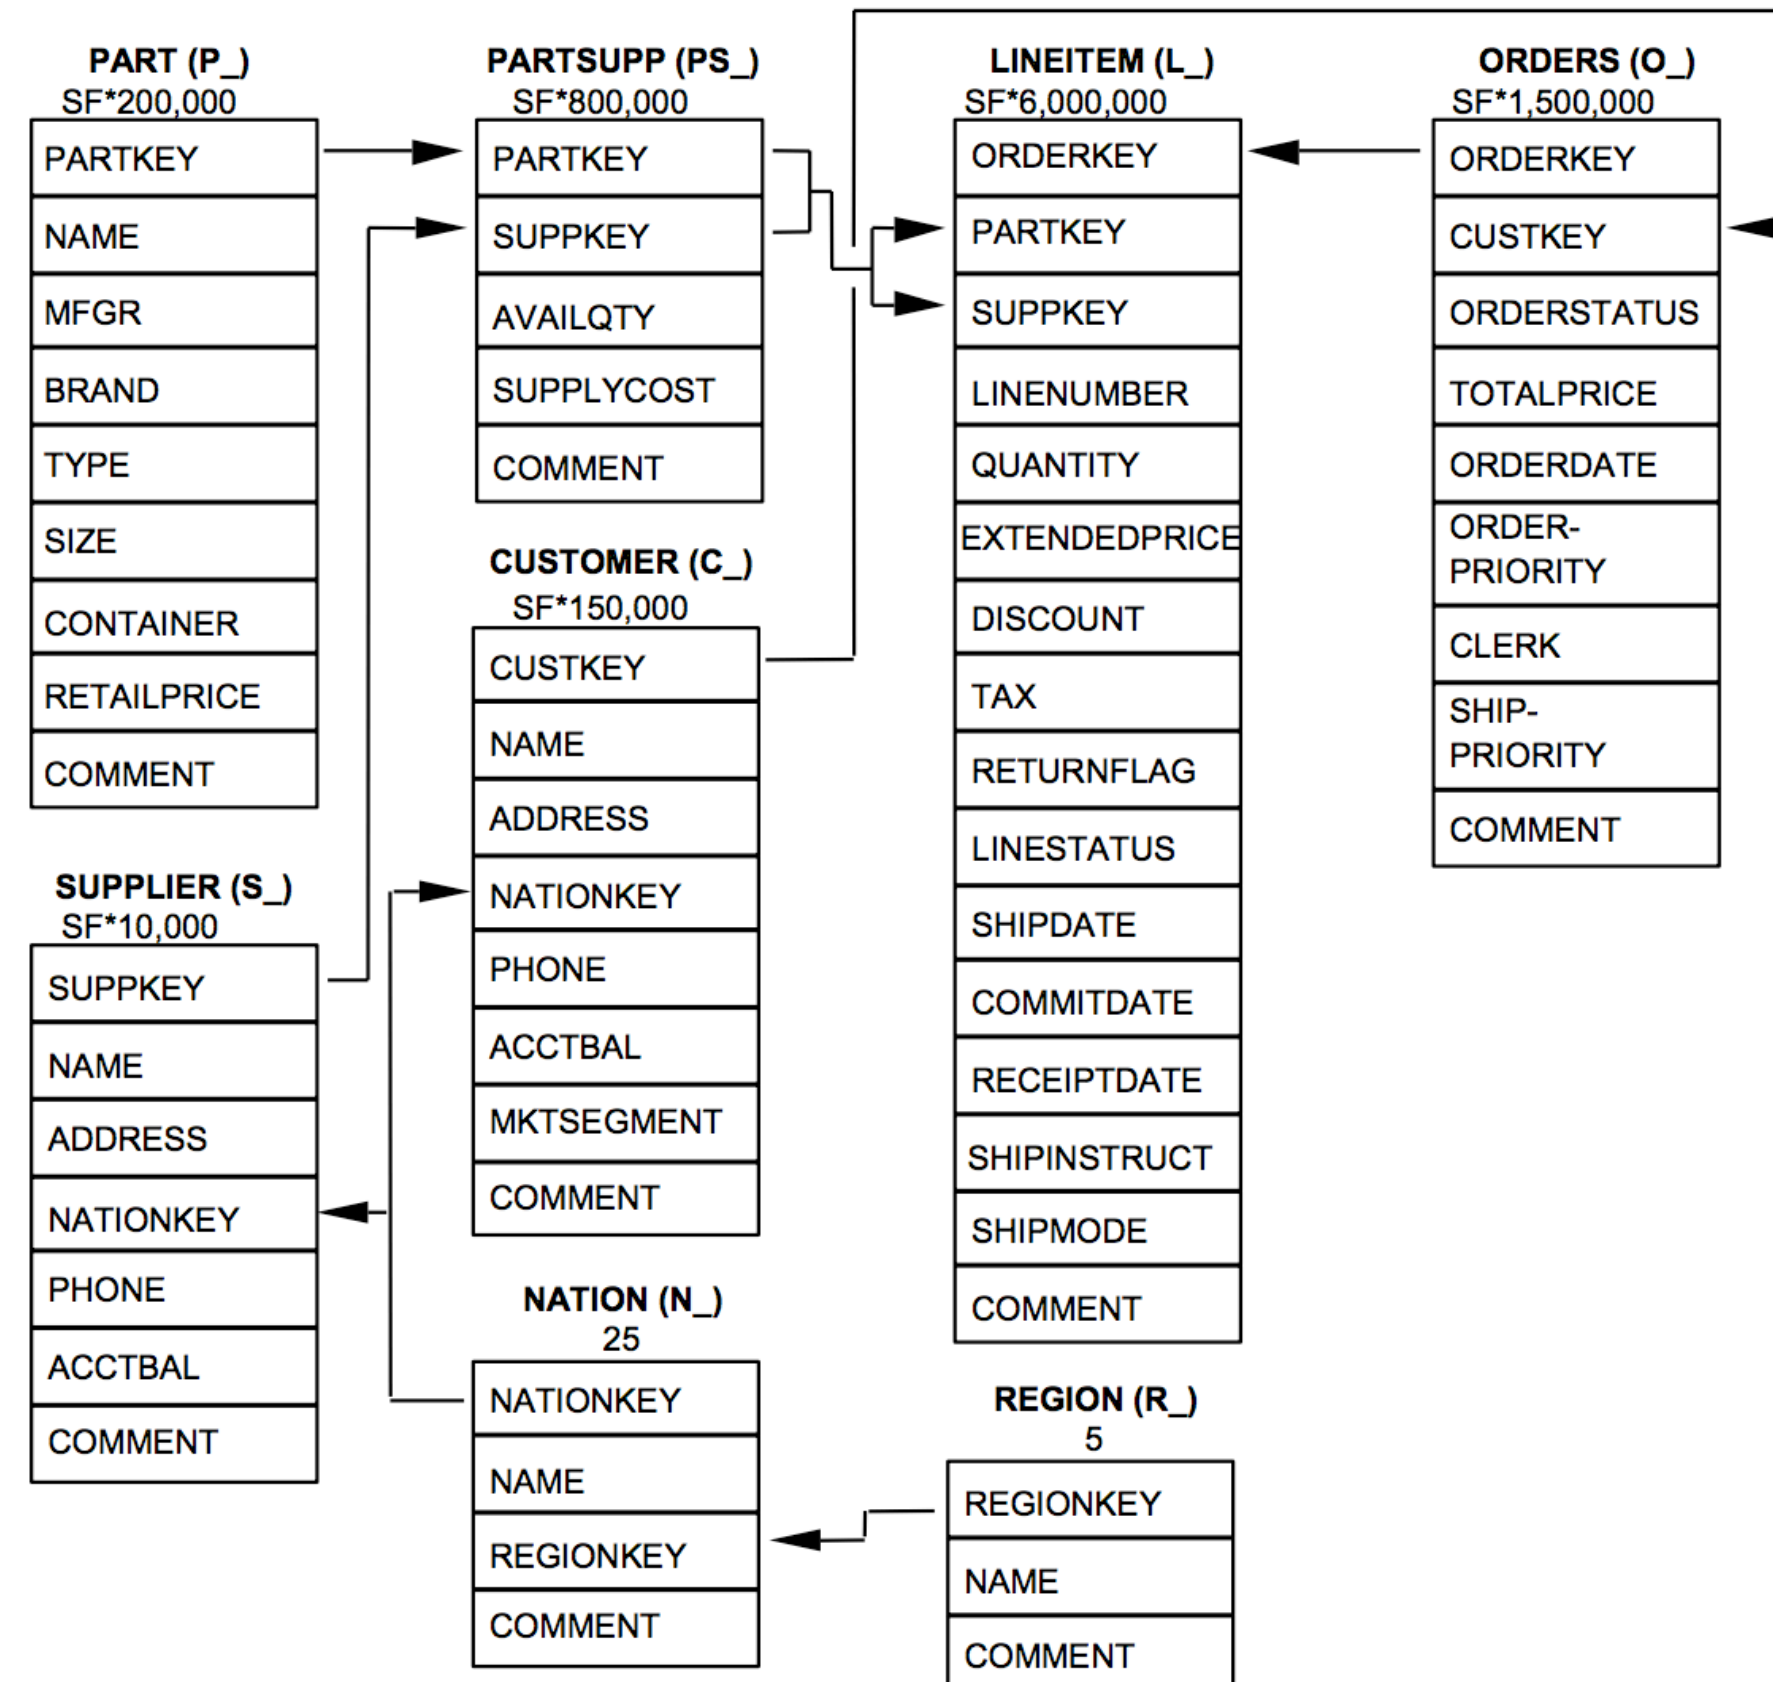 PART (P_)
SF*200,000
PARTKEY
NAME
MFGR
BRAND
TYPE
SIZE
CONTAINER
RETAILPRICE
COMMENT
SUPPLIER (S_)
SF*10,000
SUPPKEY
NAME
ADDRESS
NATIONKEY
PHONE
ACCTBAL
COMMENT
PARTSUPP (PS_)
SF*800,000
PARTKEY
SUPPKEY
AVAILQTY
SUPPLYCOST
COMMENT
CUSTOMER (C_)
SF*150,000
CUSTKEY
NAME
ADDRESS
NATIONKEY
PHONE
ACCTBAL
MKTSEGMENT
COMMENT
NATION (N_)
25
NATIONKEY
NAME
REGIONKEY
COMMENT
LINEITEM (L_)
SF*6,000,000
ORDERKEY
PARTKEY
SUPPKEY
LINENUMBER
QUANTITY
EXTENDEDPRICE
DISCOUNT
TAX
RETURNFLAG
LINESTATUS
SHIPDATE
COMMITDATE
RECEIPTDATE
SHIPINSTRUCT
SHIPMODE
COMMENT
REGION (R_)
5
REGIONKEY
NAME
COMMENT
ORDERS (O_)
SF*1,500,000
ORDERKEY
CUSTKEY
ORDERSTATUS
TOTALPRICE
ORDERDATE
ORDER-
PRIORITY
CLERK
SHIP-
PRIORITY
COMMENT